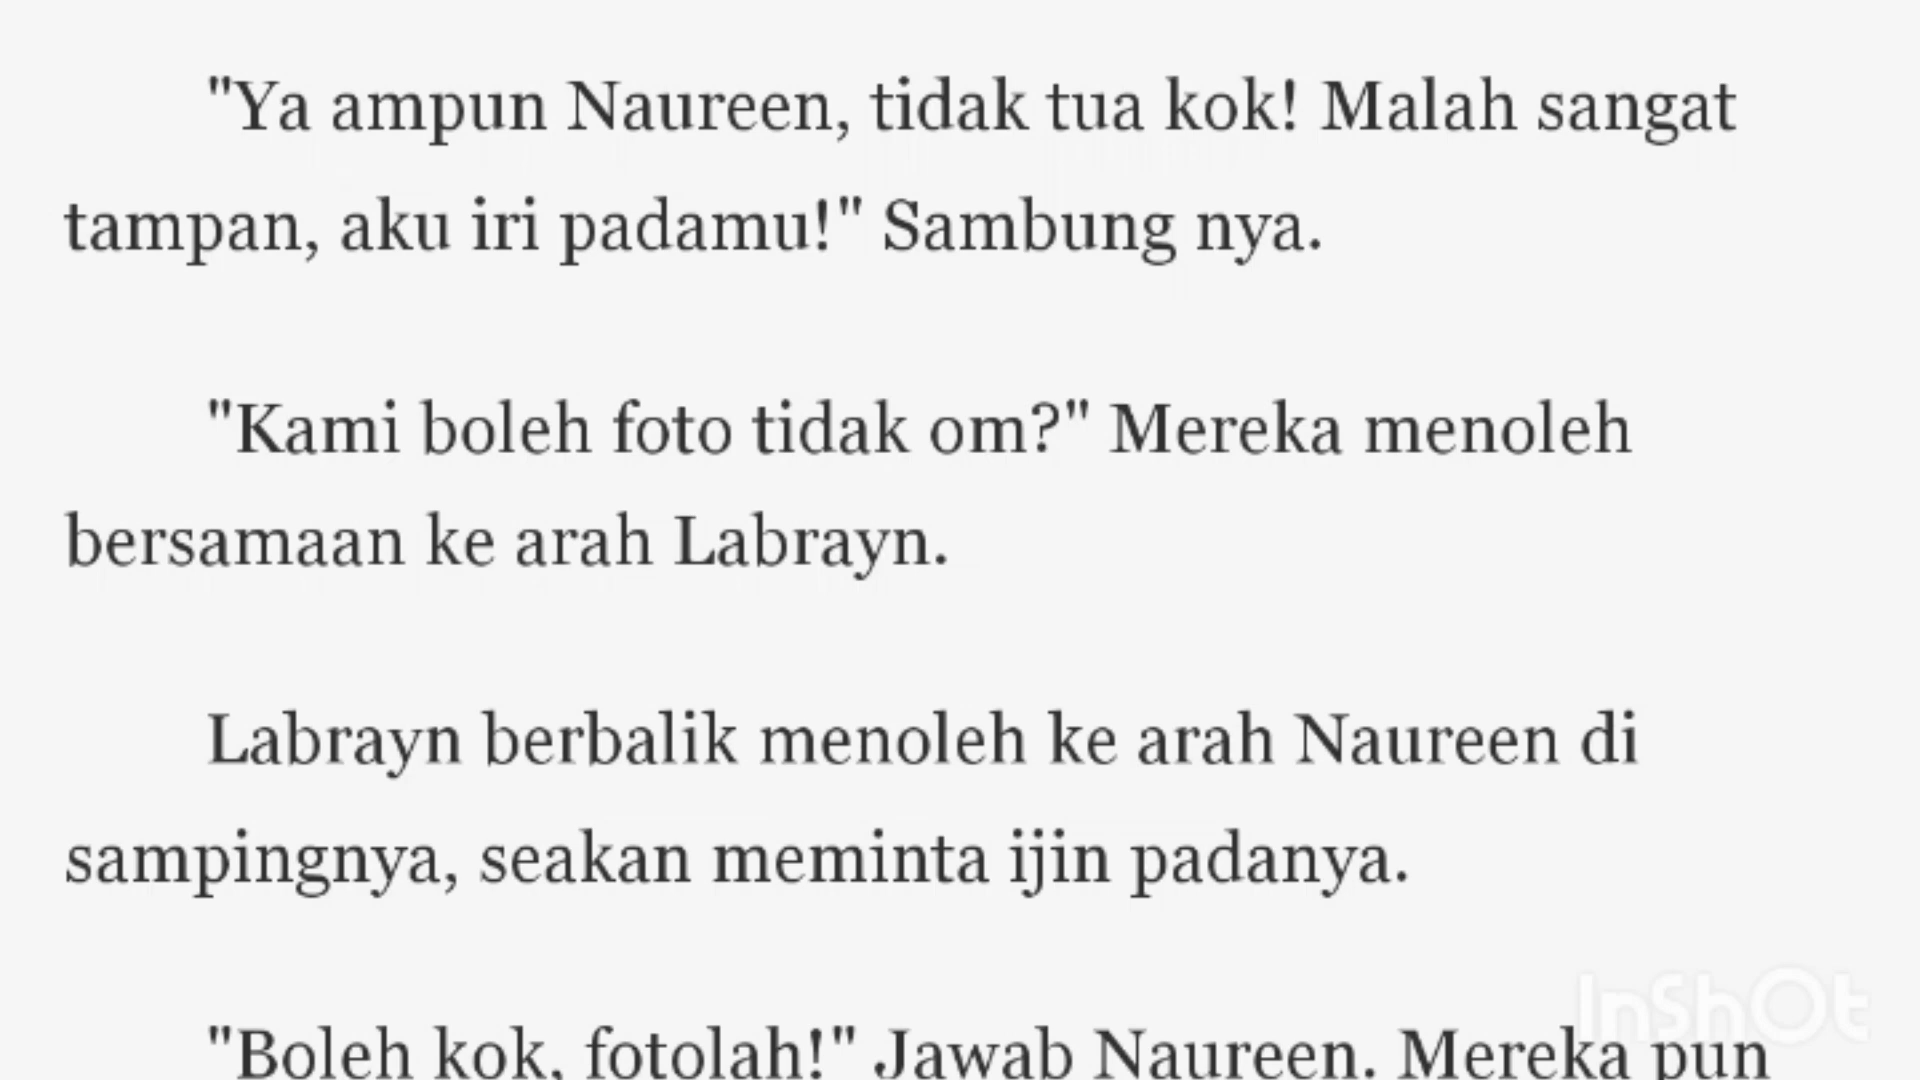 "Ya ampun Naureen, tidak tua kok! Malah sangat
tampan, aku iri padamu!" Sambung nya.
"Kami boleh foto tidak om?" Mereka menoleh
bersamaan ke arah Labrayn.
Labrayn berbalik menoleh ke arah Naureen di
sampingnya, seakan meminta ijin padanya.
"Boleh kok, fotolah!" Jawab Naureen. Mereka pun
InShOt